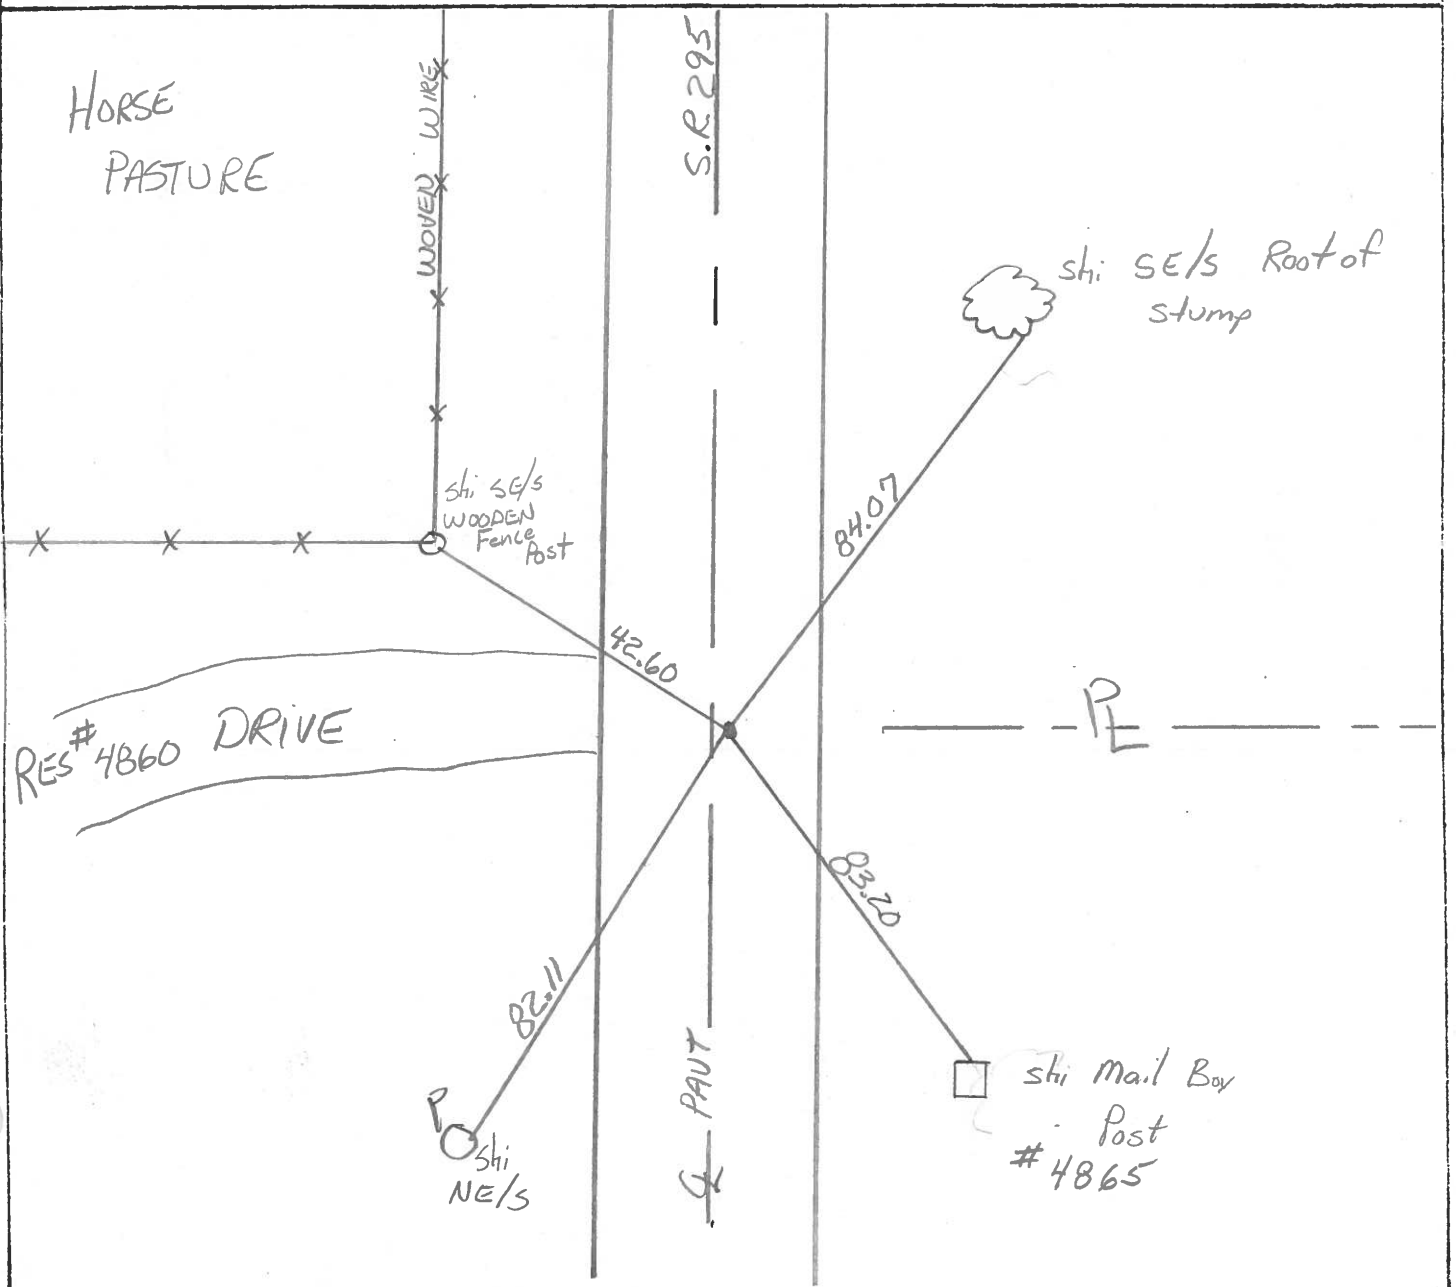 HORSE
PASTURE
WOVEN WIRE
S.R. 295
shi SE/s Root of
stump
shi SE/s
WOODEN
Fence
Post
84.07
42.60
RES # 4860 DRIVE
PL
83.20
82.11
P
shi
NE/s
CL PAVT
shi Mail Box
Post
# 4865